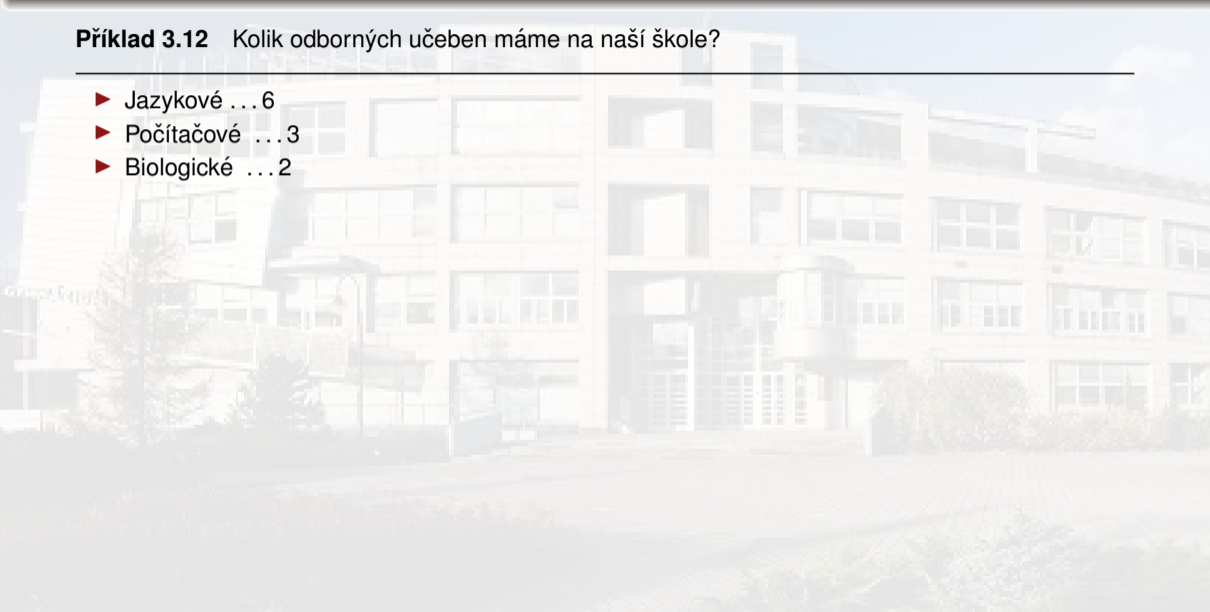 Příklad 3.12 Kolik odborných učeben máme na naší škole?
▶ Jazykové ... 6
▶ Počítačové ... 3
▶ Biologické ... 2